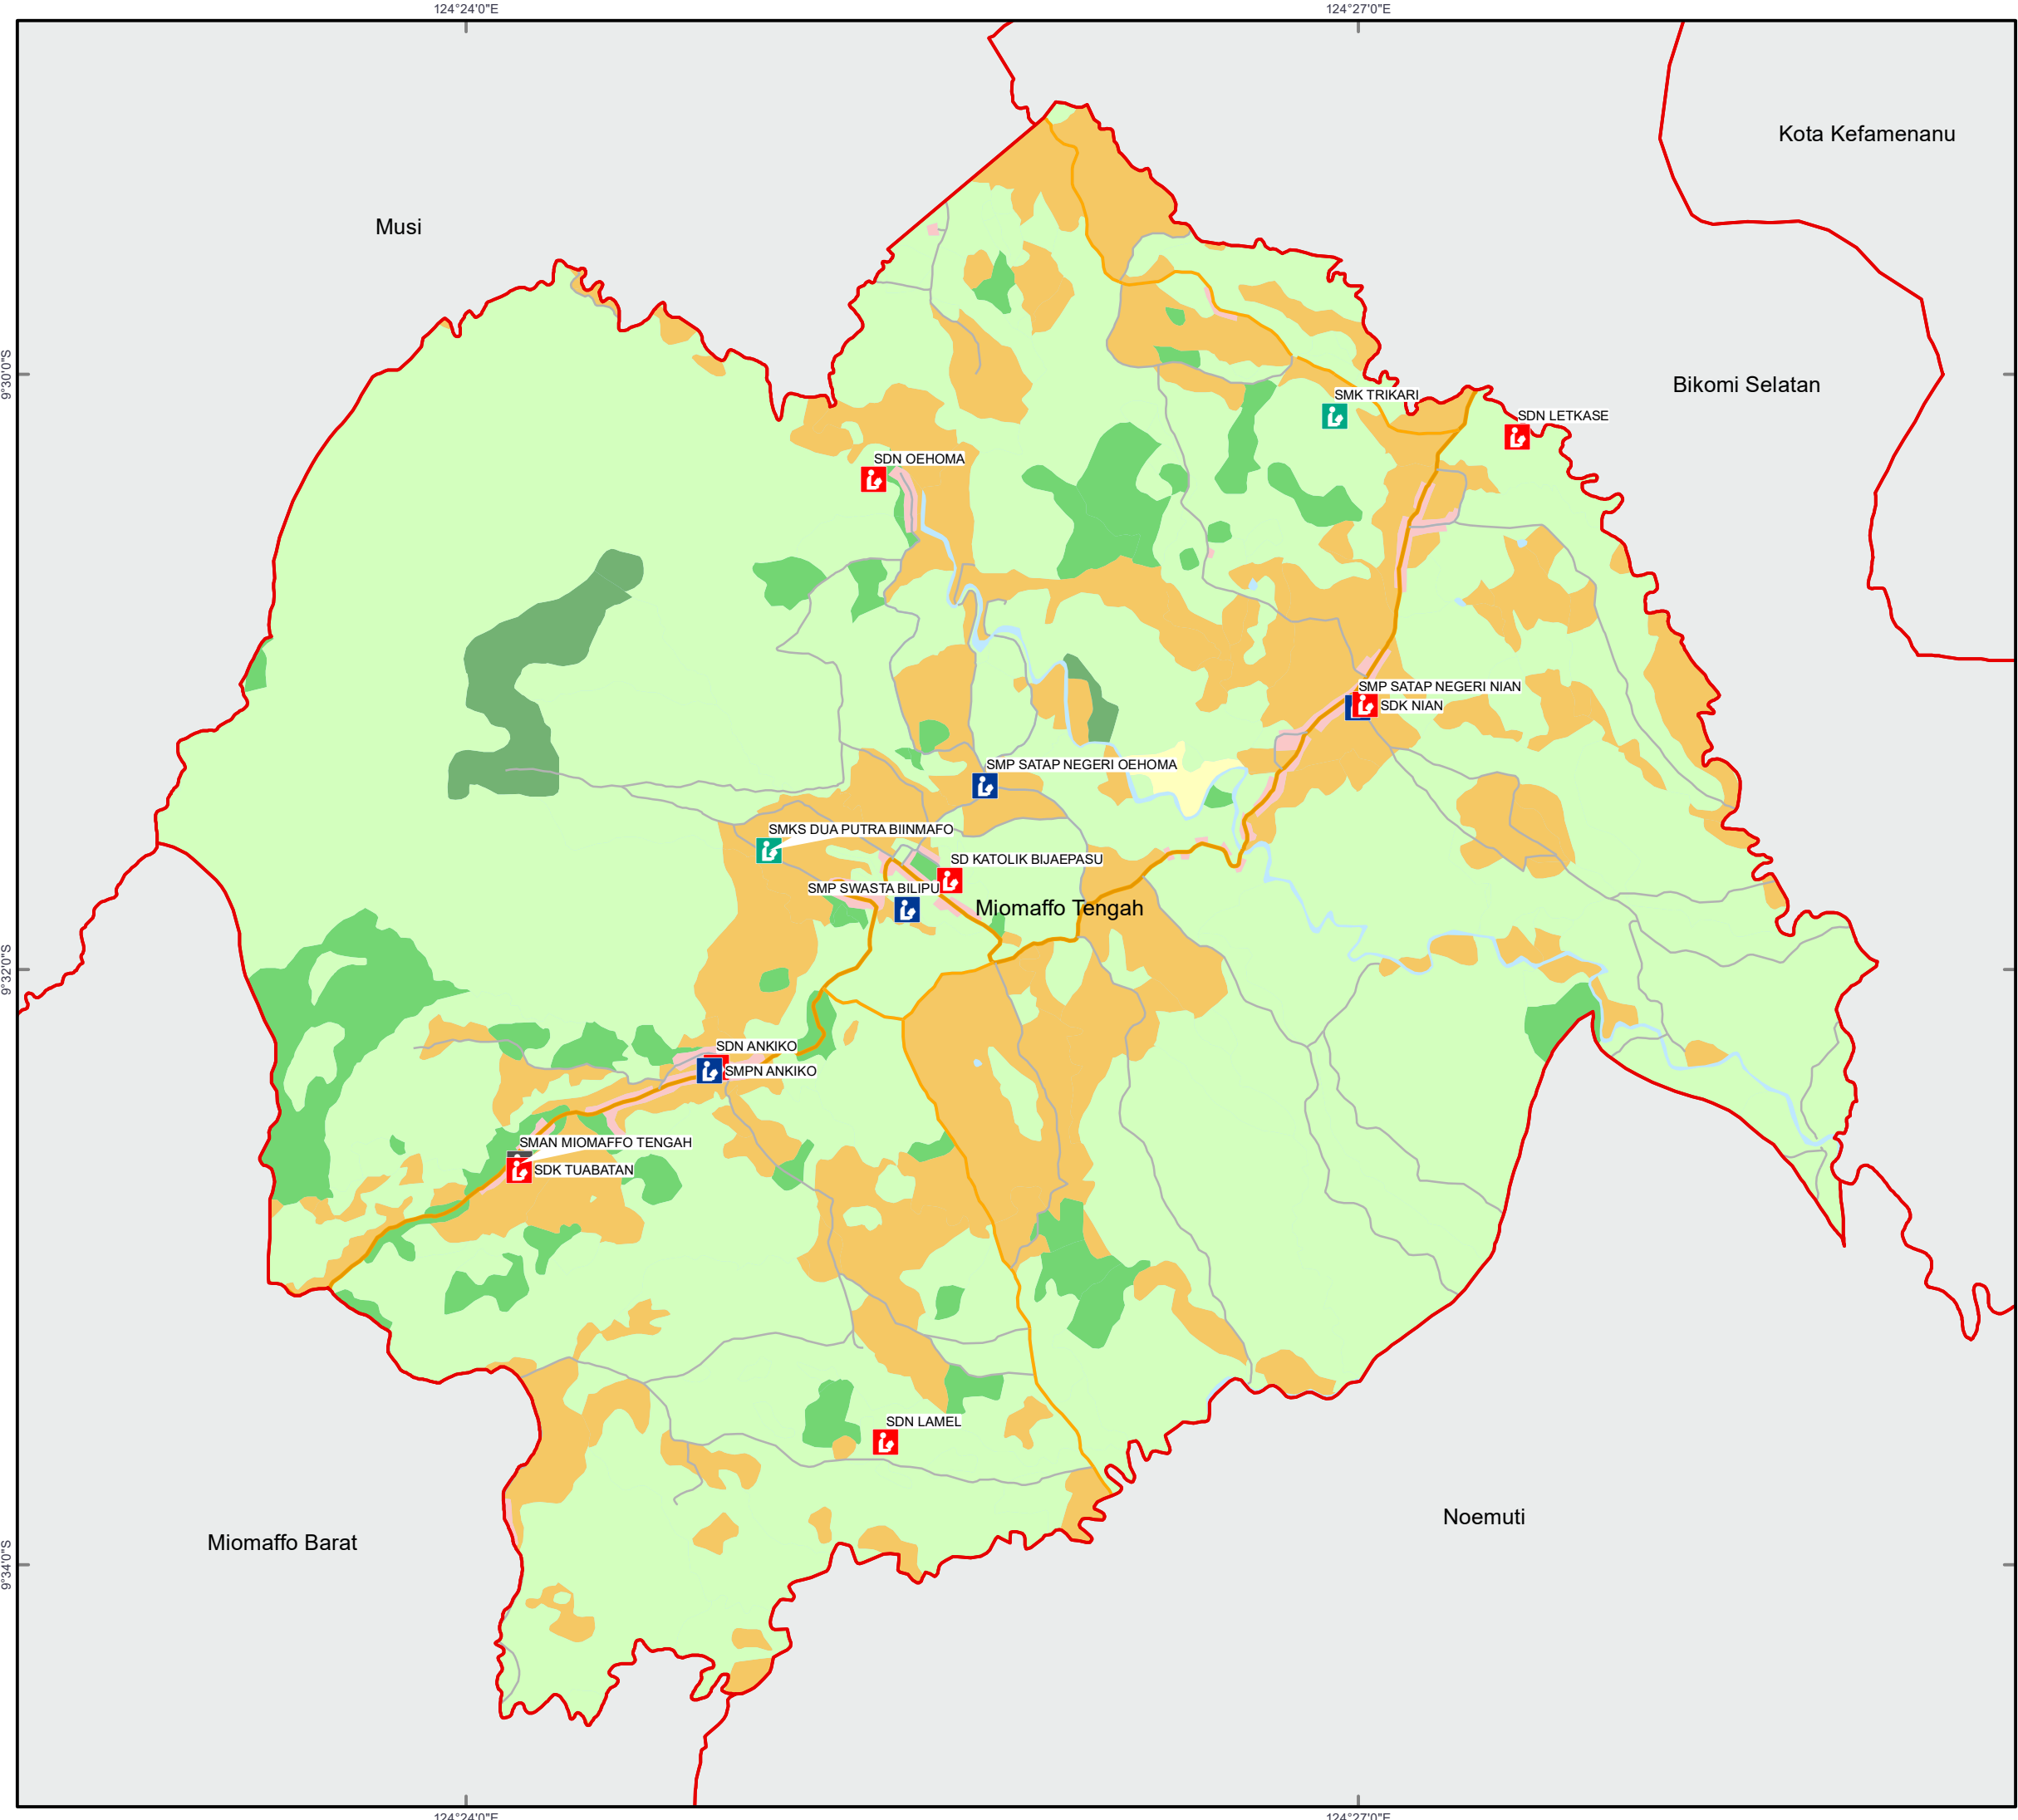 124°24'0"E
124°27'0"E
Kota Kefamenanu
Musi
9°30'0"S
Bikomi Selatan
SMK TRIKARI
SDN LETKASE
SDN OEHOMA
SMP SATAP NEGERI NIAN
SDK NIAN
SMP SATAP NEGERI OEHOMA
SMKS DUA PUTRA BIINMAFO
SD KATOLIK BIJAEPASU
SMP SWASTA BILIPU
Miomaffo Tengah
9°32'0"S
SDN ANKIKO
SMPN ANKIKO
SMAN MIOMAFFO TENGAH
SDK TUABATAN
SDN LAMEL
Noemuti
Miomaffo Barat
9°34'0"S
124°24'0"E
124°27'0"E